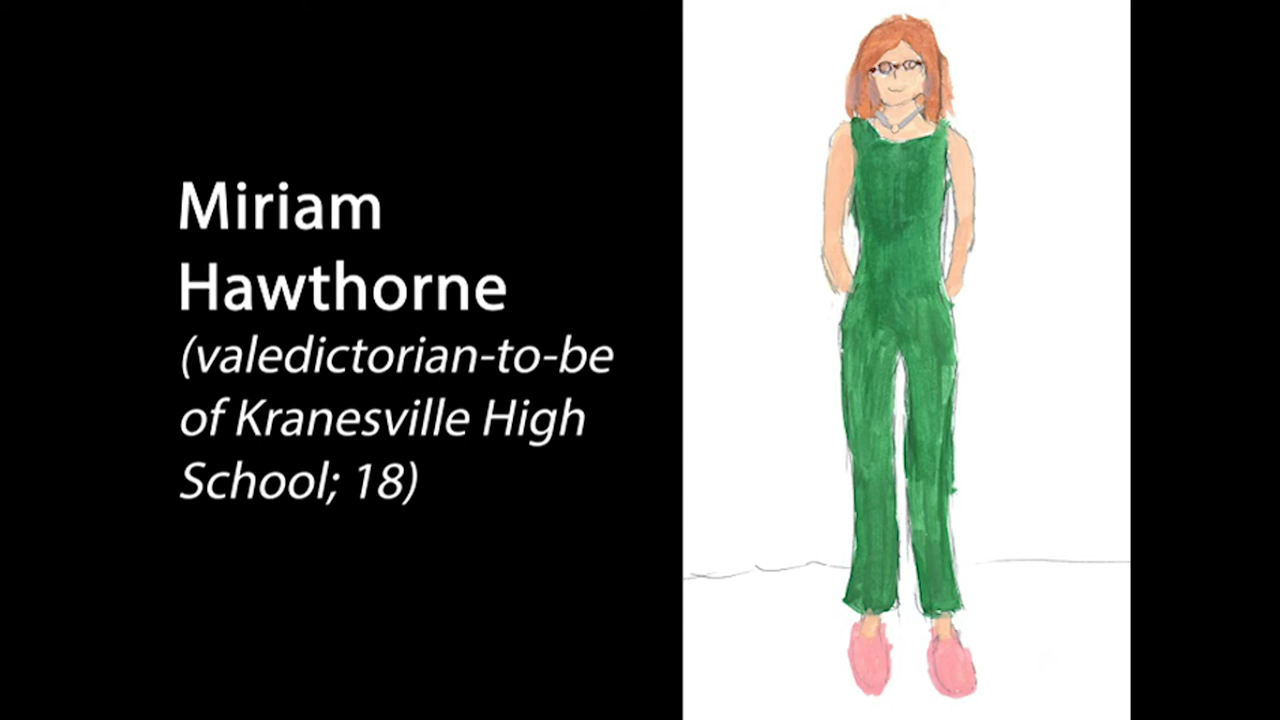 Miriam
Hawthorne
(valedictorian-to-be
of Kranesville High
School; 18)